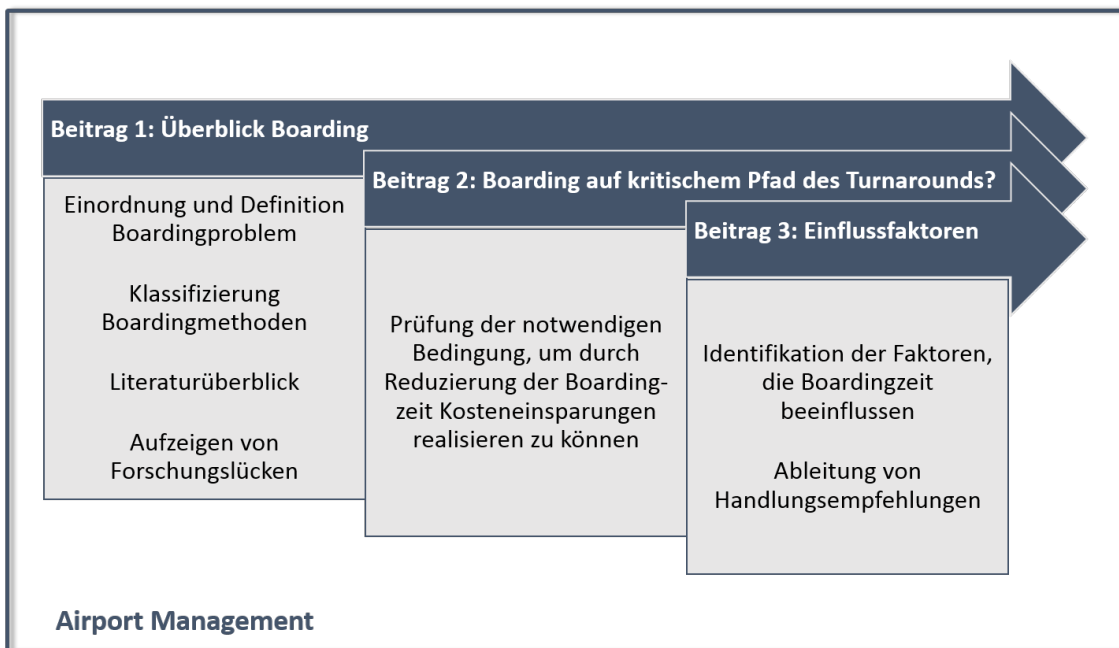 Beitrag 1: Überblick Boarding
Einordnung und Definition
Boardingproblem
Klassifizierung
Boardingmethoden
Literaturüberblick
Aufzeigen von
Forschungslücken
Beitrag 2: Boarding auf kritischem Pfad des Turnarounds?
Prüfung der notwendigen
Bedingung, um durch
Reduzierung der Boarding-
zeit Kosteneinsparungen
realisieren zu können
Beitrag 3: Einflussfaktoren
Identifikation der Faktoren,
die Boardingzeit
beeinflussen
Ableitung von
Handlungsempfehlungen
Airport Management